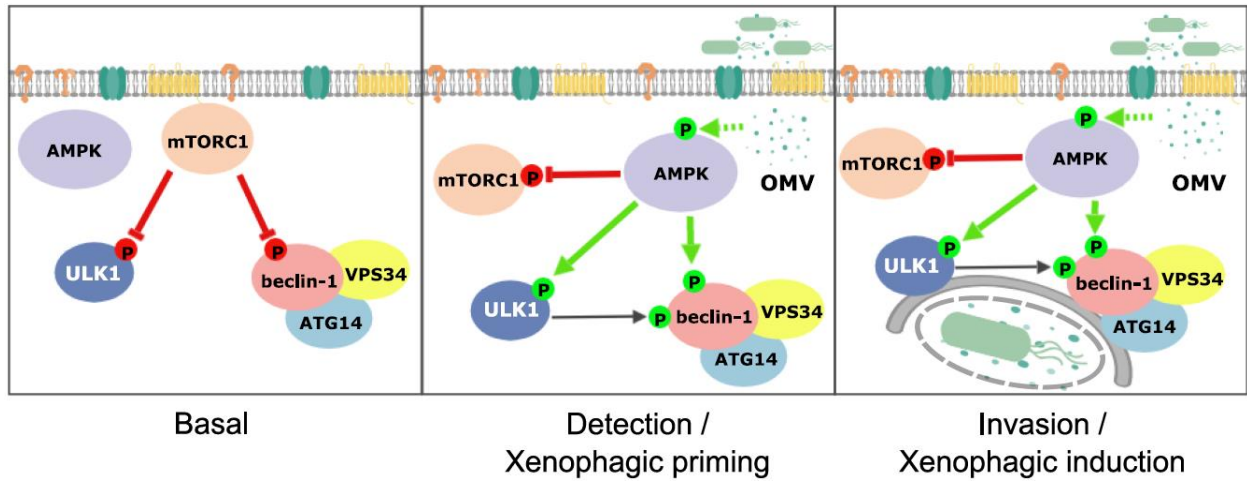 AMPK
mTORC1
P
P
ULK1
beclin-1
VPS34
ATG14
Basal
P
mTORC1
P
AMPK
OMV
P
P
ULK1
P
beclin-1
VPS34
ATG14
Detection /
Xenophagic priming
P
mTORC1
P
AMPK
OMV
P
P
ULK1
P
beclin-1
VPS34
ATG14
Invasion /
Xenophagic induction